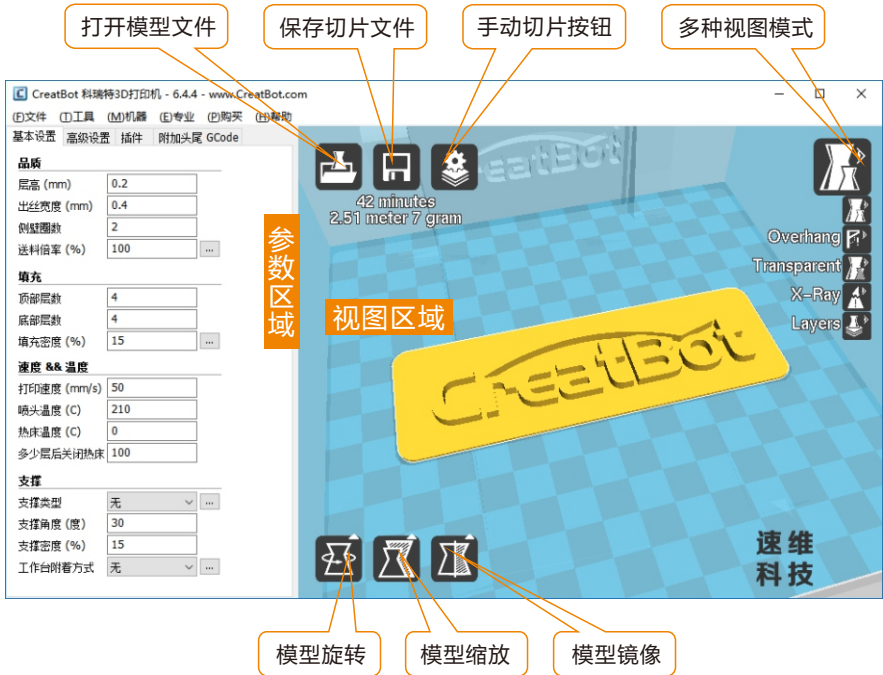 打开模型文件
保存切片文件
手动切片按钮
多种视图模式
C CreatBot 科瑞特3D打印机 - 6.4.4 - www.CreatBot.com
(F)文件 (T)工具 (M)机器 (E)专业 (P)购买 (H)帮助
基本设置 高级设置 插件 附加头尾 GCode
品质
层高 (mm) 0.2
出丝宽度 (mm) 0.4
侧壁圈数 2
送料倍率 (%) 100 ...
填充
顶部层数 4
底部层数 4
填充密度 (%) 15 ...
速度 && 温度
打印速度 (mm/s) 50
喷头温度 (C) 210
热床温度 (C) 0
多少层后关闭热床 100
支撑
支撑类型 无 ...
支撑角度 (度) 30
支撑密度 (%) 15
工作台附着方式 无 ...
参数区域
CreatBot
42 minutes
2.51 meter 7 gram
视图区域
Overhang
Transparent
X-Ray
Layers
CreatBot
速维
科技
模型旋转
模型缩放
模型镜像